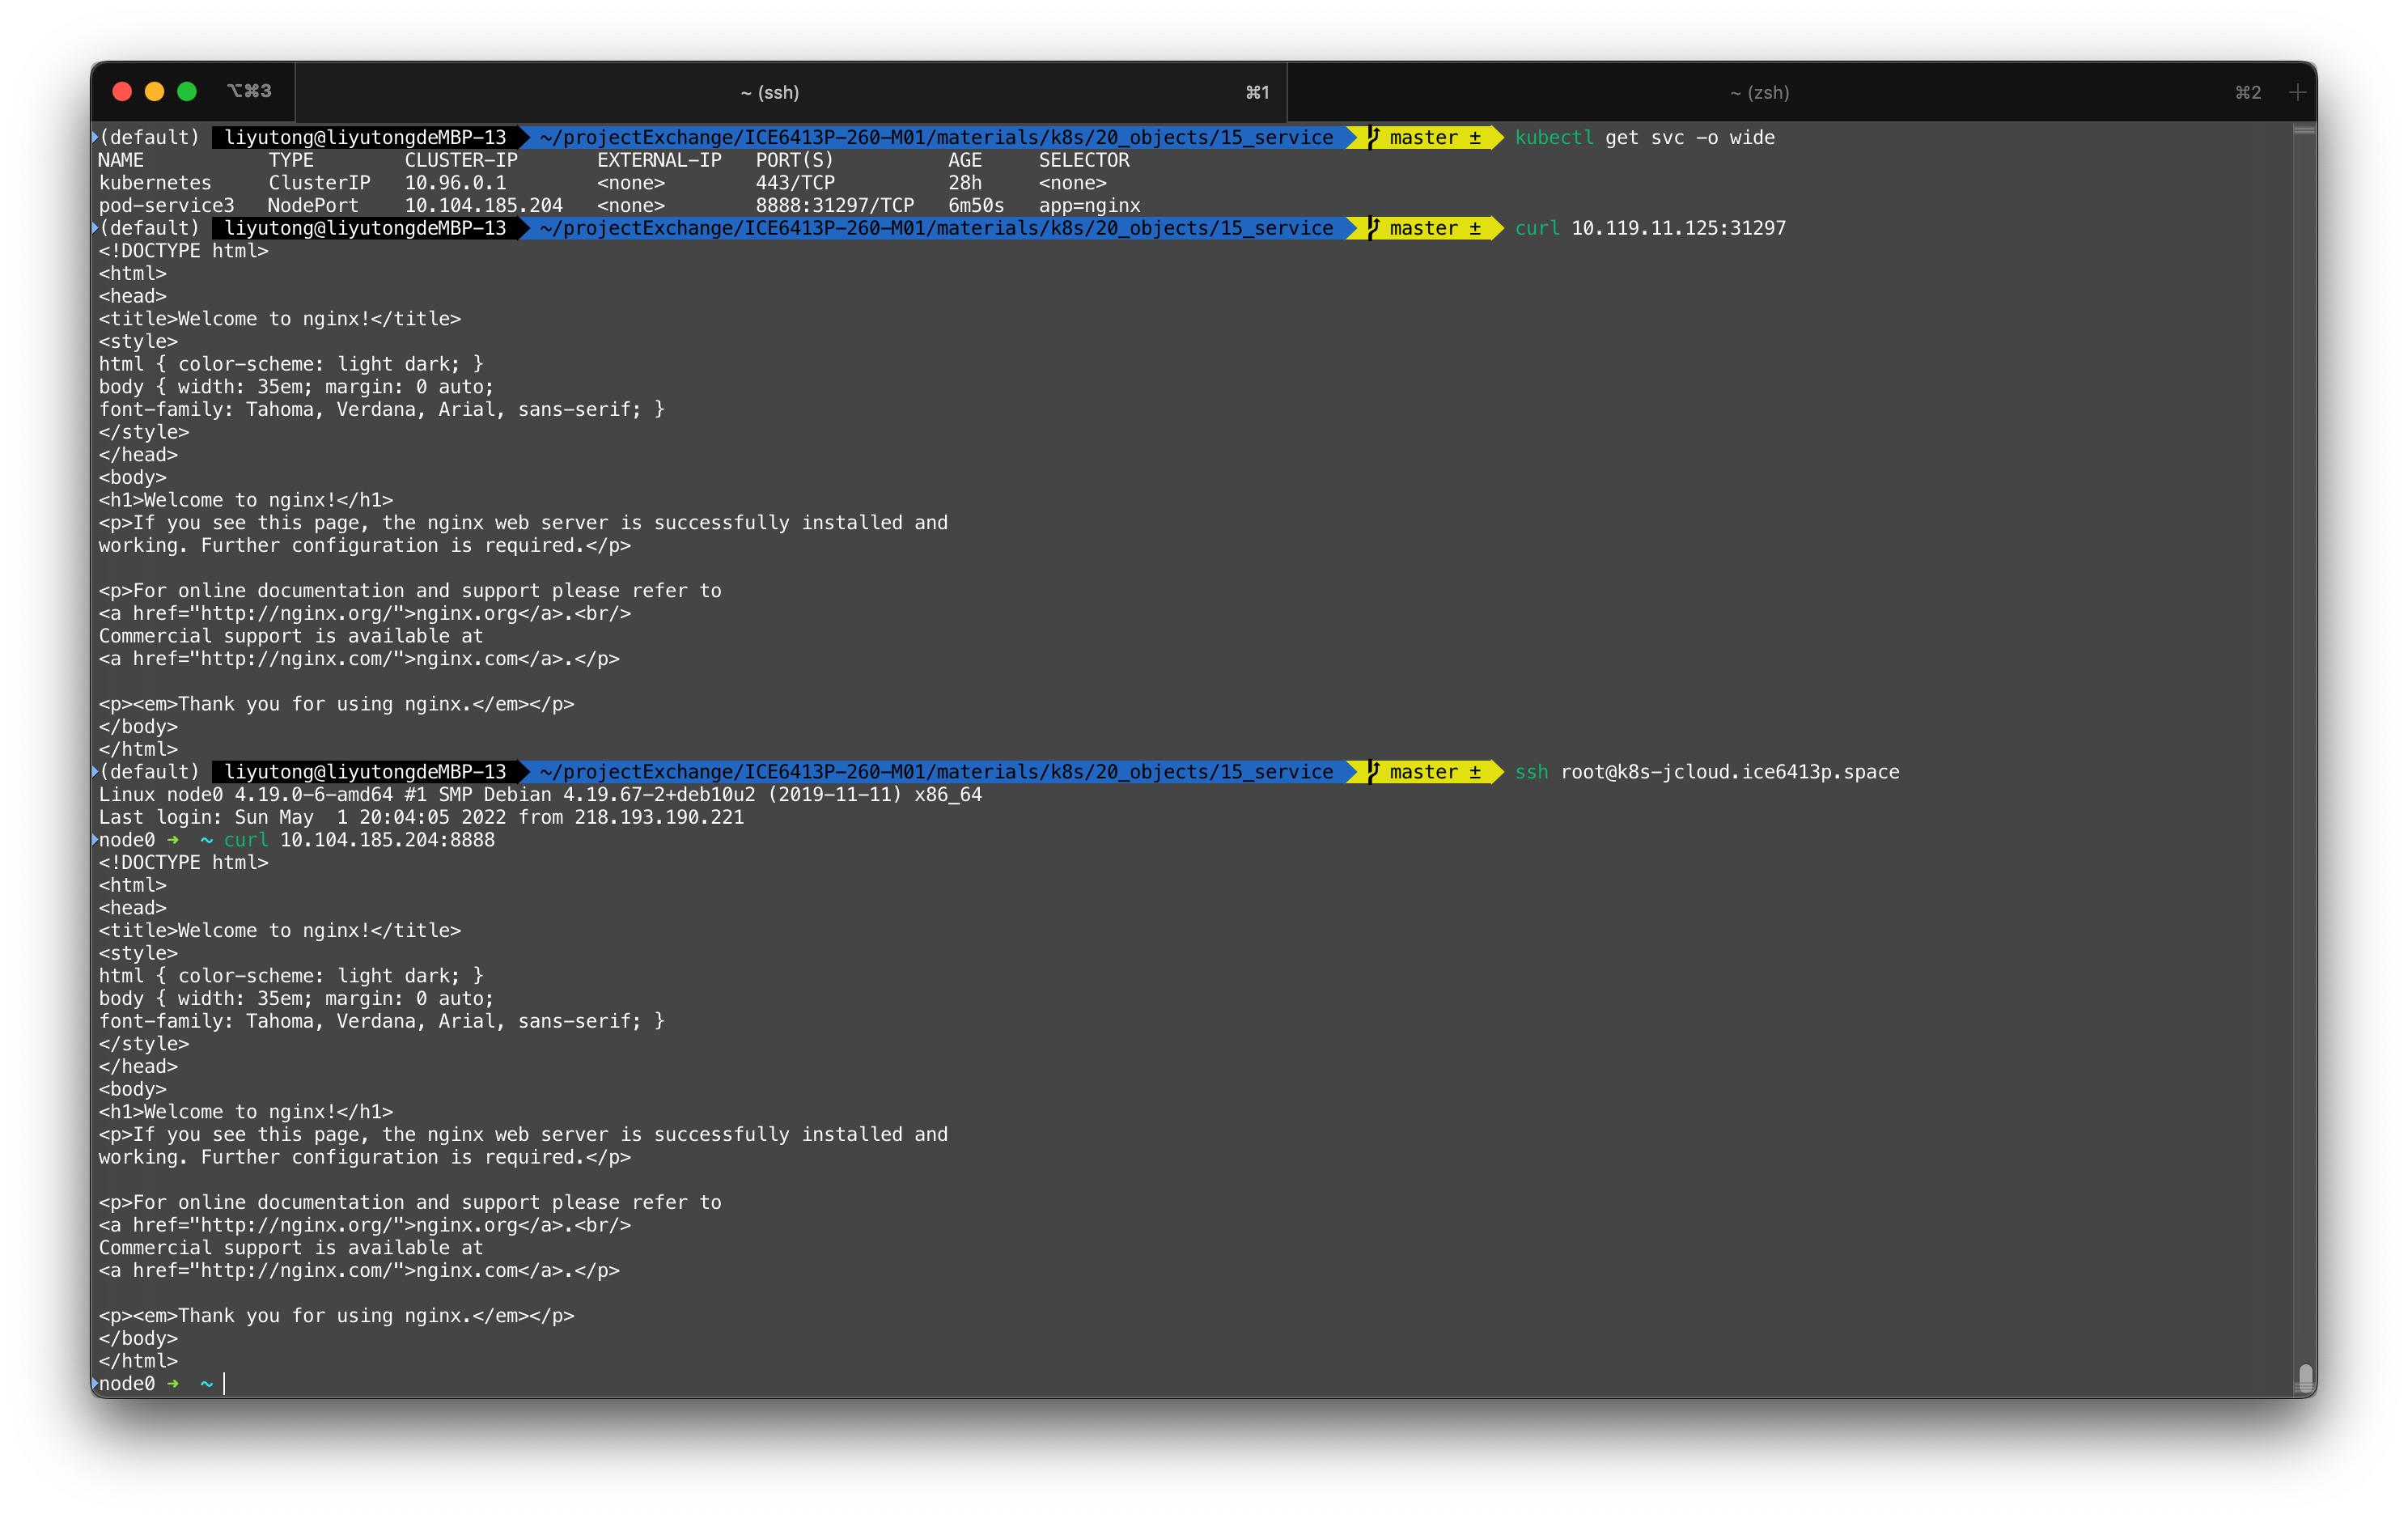 ⌥⌘3 ~ (ssh) ⌘1 ~ (zsh) ⌘2 +
(default) liyutong@liyutongdeMBP-13 ~/projectExchange/ICE6413P-260-M01/materials/k8s/20_objects/15_service master ± kubectl get svc -o wide
NAME TYPE CLUSTER-IP EXTERNAL-IP PORT(S) AGE SELECTOR
kubernetes ClusterIP 10.96.0.1 <none> 443/TCP 28h <none>
pod-service3 NodePort 10.104.185.204 <none> 8888:31297/TCP 6m50s app=nginx
(default) liyutong@liyutongdeMBP-13 ~/projectExchange/ICE6413P-260-M01/materials/k8s/20_objects/15_service master ± curl 10.119.11.125:31297
<!DOCTYPE html>
<html>
<head>
<title>Welcome to nginx!</title>
<style>
html { color-scheme: light dark; }
body { width: 35em; margin: 0 auto;
font-family: Tahoma, Verdana, Arial, sans-serif; }
</style>
</head>
<body>
<h1>Welcome to nginx!</h1>
<p>If you see this page, the nginx web server is successfully installed and
working. Further configuration is required.</p>
<p>For online documentation and support please refer to
<a href="http://nginx.org/">nginx.org</a>.<br/>
Commercial support is available at
<a href="http://nginx.com/">nginx.com</a>.</p>
<p><em>Thank you for using nginx.</em></p>
</body>
</html>
(default) liyutong@liyutongdeMBP-13 ~/projectExchange/ICE6413P-260-M01/materials/k8s/20_objects/15_service master ± ssh root@k8s-jcloud.ice6413p.space
Linux node0 4.19.0-6-amd64 #1 SMP Debian 4.19.67-2+deb10u2 (2019-11-11) x86_64
Last login: Sun May  1 20:04:05 2022 from 218.193.190.221
node0 ➜ ~ curl 10.104.185.204:8888
<!DOCTYPE html>
<html>
<head>
<title>Welcome to nginx!</title>
<style>
html { color-scheme: light dark; }
body { width: 35em; margin: 0 auto;
font-family: Tahoma, Verdana, Arial, sans-serif; }
</style>
</head>
<body>
<h1>Welcome to nginx!</h1>
<p>If you see this page, the nginx web server is successfully installed and
working. Further configuration is required.</p>
<p>For online documentation and support please refer to
<a href="http://nginx.org/">nginx.org</a>.<br/>
Commercial support is available at
<a href="http://nginx.com/">nginx.com</a>.</p>
<p><em>Thank you for using nginx.</em></p>
</body>
</html>
node0 ➜ ~